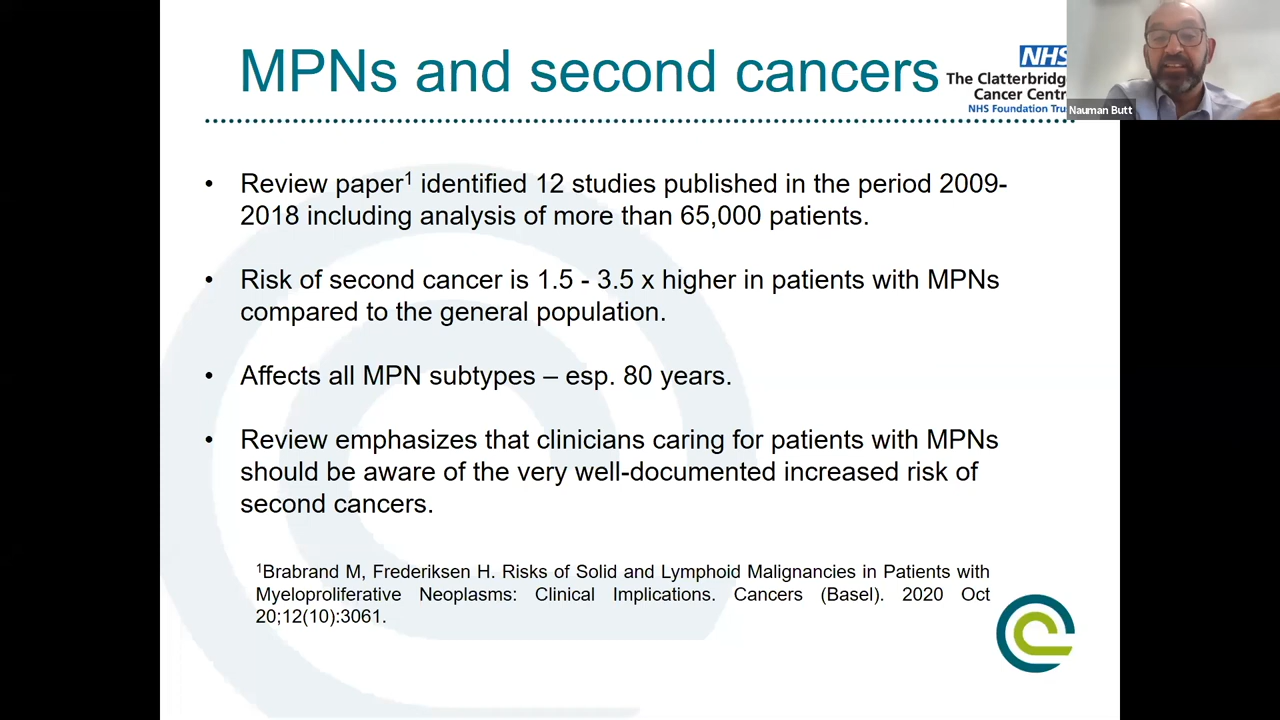 MPNs and second cancers
NHS
The Clatterbridg
Cancer Centr
NHS Foundation Tru
Nauman Butt
• Review paper¹ identified 12 studies published in the period 2009-
2018 including analysis of more than 65,000 patients.
• Risk of second cancer is 1.5 - 3.5 x higher in patients with MPNs
compared to the general population.
• Affects all MPN subtypes – esp. 80 years.
• Review emphasizes that clinicians caring for patients with MPNs
should be aware of the very well-documented increased risk of
second cancers.
¹Brabrand M, Frederiksen H. Risks of Solid and Lymphoid Malignancies in Patients with
Myeloproliferative Neoplasms: Clinical Implications. Cancers (Basel). 2020 Oct
20;12(10):3061.